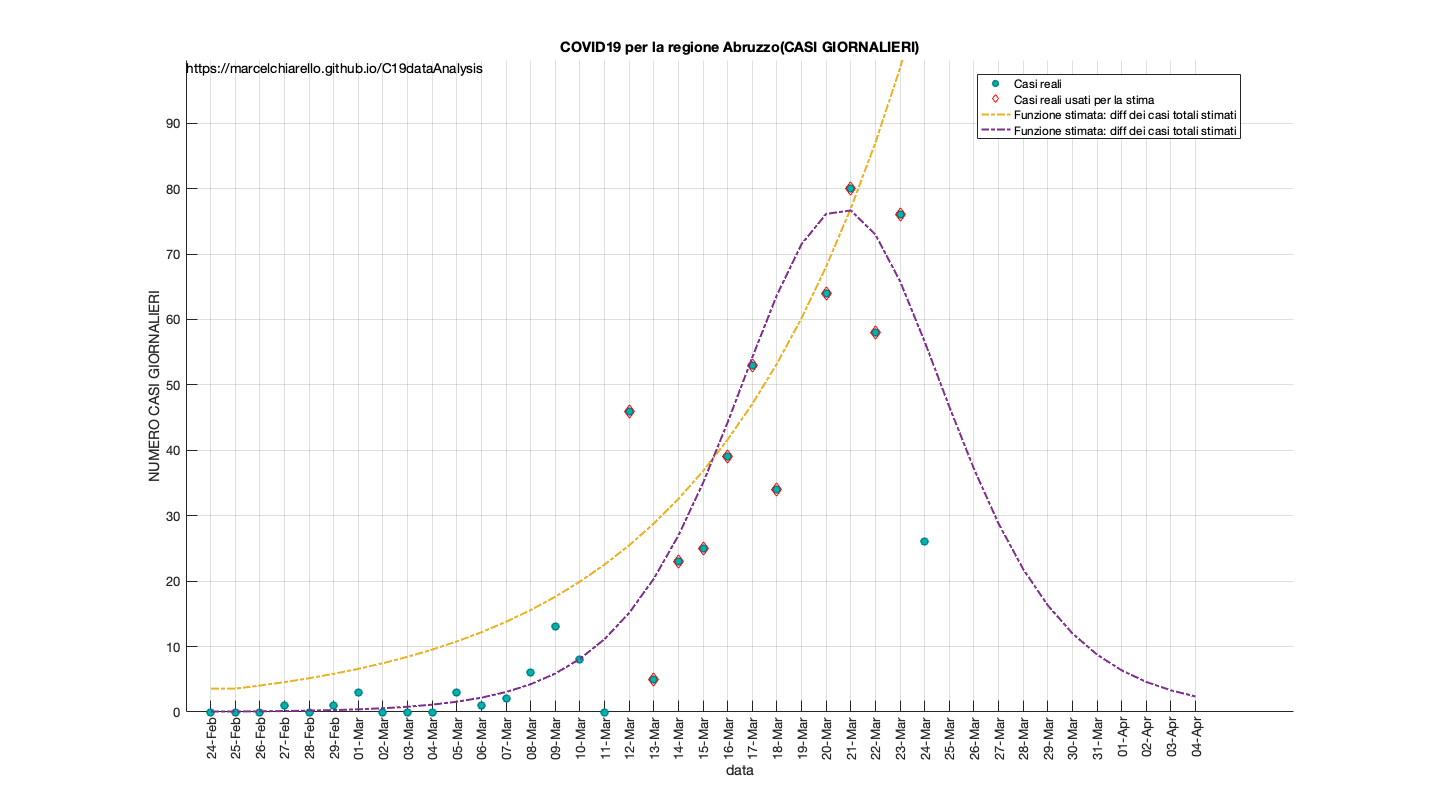 COVID19 per la regione Abruzzo(CASI GIORNALIERI)
https://marcelchiarello.github.io/C19dataAnalysis
Casi reali
Casi reali usati per la stima
Funzione stimata: diff dei casi totali stimati
Funzione stimata: diff dei casi totali stimati
NUMERO CASI GIORNALIERI
90
80
70
60
50
40
30
20
10
0
24-Feb
25-Feb
26-Feb
27-Feb
28-Feb
29-Feb
01-Mar
02-Mar
03-Mar
04-Mar
05-Mar
06-Mar
07-Mar
08-Mar
09-Mar
10-Mar
11-Mar
12-Mar
13-Mar
14-Mar
15-Mar
16-Mar
17-Mar
18-Mar
19-Mar
20-Mar
21-Mar
22-Mar
23-Mar
24-Mar
25-Mar
26-Mar
27-Mar
28-Mar
29-Mar
30-Mar
31-Mar
01-Apr
02-Apr
03-Apr
04-Apr
data